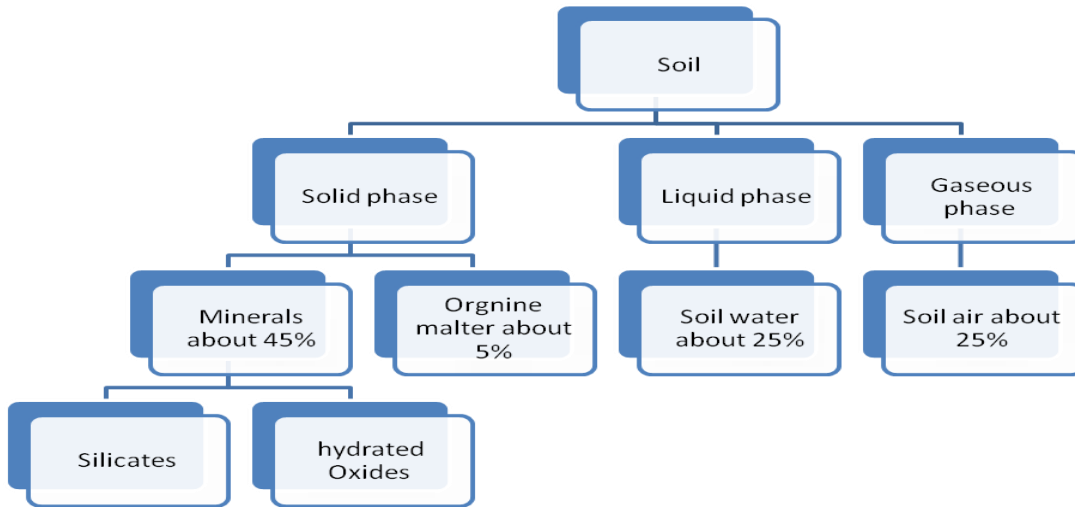 Soil
Solid phase
Liquid phase
Gaseous
phase
Minerals
about 45%
Orgnine
malter about
5%
Soil water
about 25%
Soil air about
25%
Silicates
hydrated
Oxides